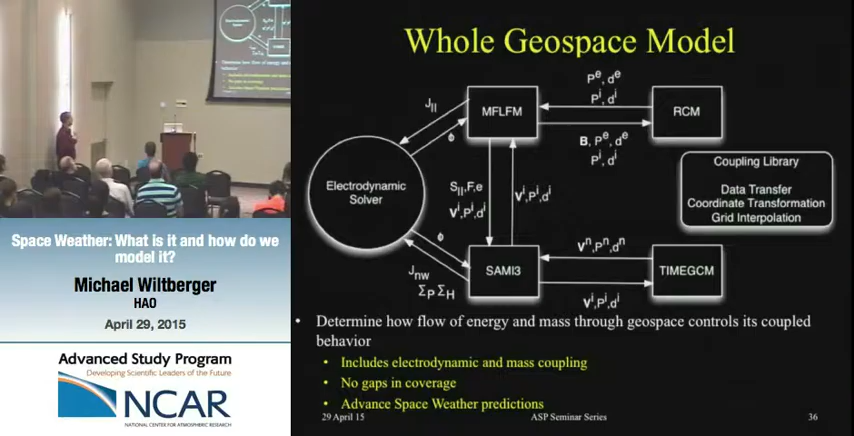 Whole Geospace Model
MFLFM
RCM
J||
ϕ
Pᵉ, dᵉ
Pⁱ, dⁱ
B, Pᵉ, dᵉ
Pⁱ, dⁱ
Electrodynamic
Solver
S||,F,e
Vⁱ,Pⁱ,dⁱ
Vⁱ,Pⁱ,dⁱ
Coupling Library
Data Transfer
Coordinate Transformation
Grid Interpolation
ϕ
Jnw
ΣP ΣH
SAMI3
TIMEGCM
Vⁿ,Pⁿ,dⁿ
Vⁱ,Pⁱ,dⁱ
• Determine how flow of energy and mass through geospace controls its coupled
behavior
• Includes electrodynamic and mass coupling
• No gaps in coverage
• Advance Space Weather predictions
29 April 15
ASP Seminar Series
36
Space Weather: What is it and how do we
model it?
Michael Wiltberger
HAO
April 29, 2015
Advanced Study Program
Developing Scientific Leaders of the Future
NCAR
NATIONAL CENTER FOR ATMOSPHERIC RESEARCH